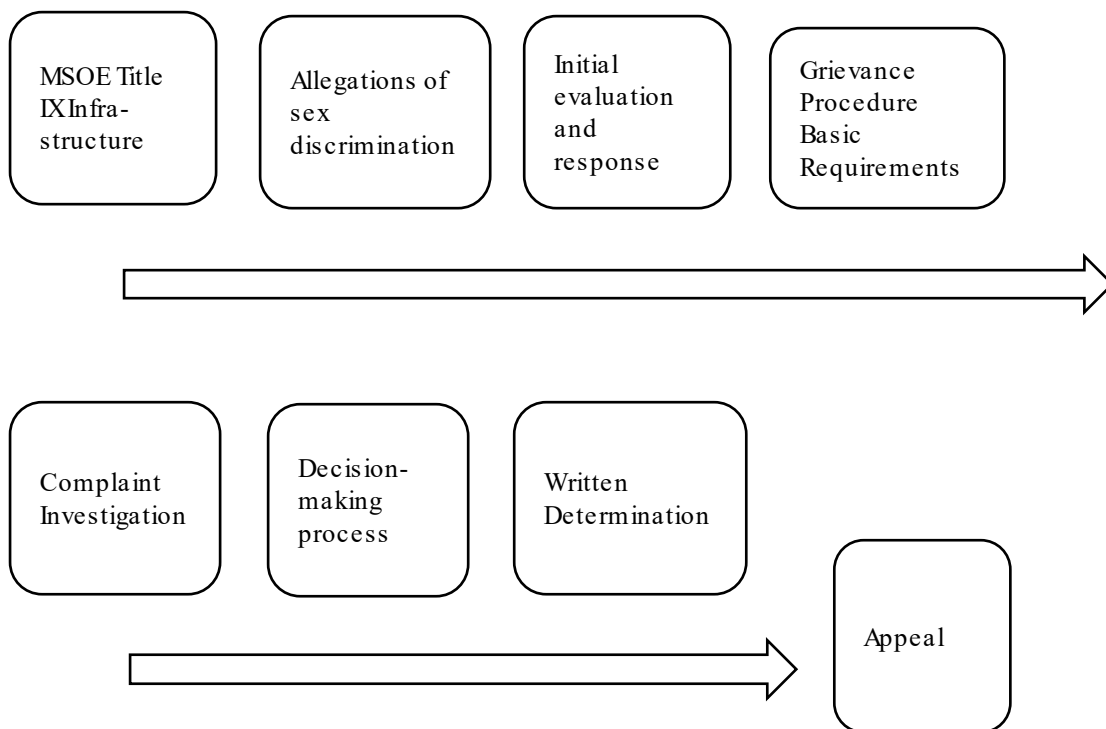 MSOE Title
IX Infra-
structure
Allegations of
sex
discrimination
Initial
evaluation
and
response
Grievance
Procedure
Basic
Requirements
Complaint
Investigation
Decision-
making
process
Written
Determination
Appeal